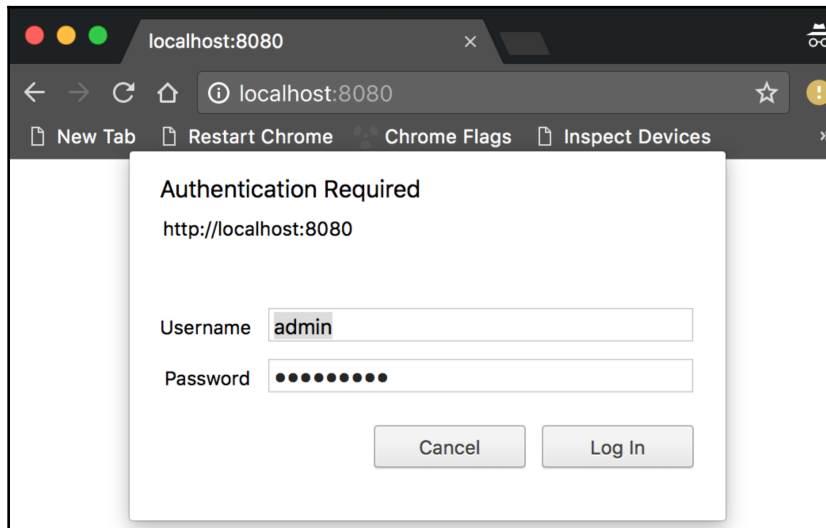 localhost:8080
localhost:8080
New Tab Restart Chrome Chrome Flags Inspect Devices »
Authentication Required
http://localhost:8080
Username admin
Password •••••••••
Cancel Log In